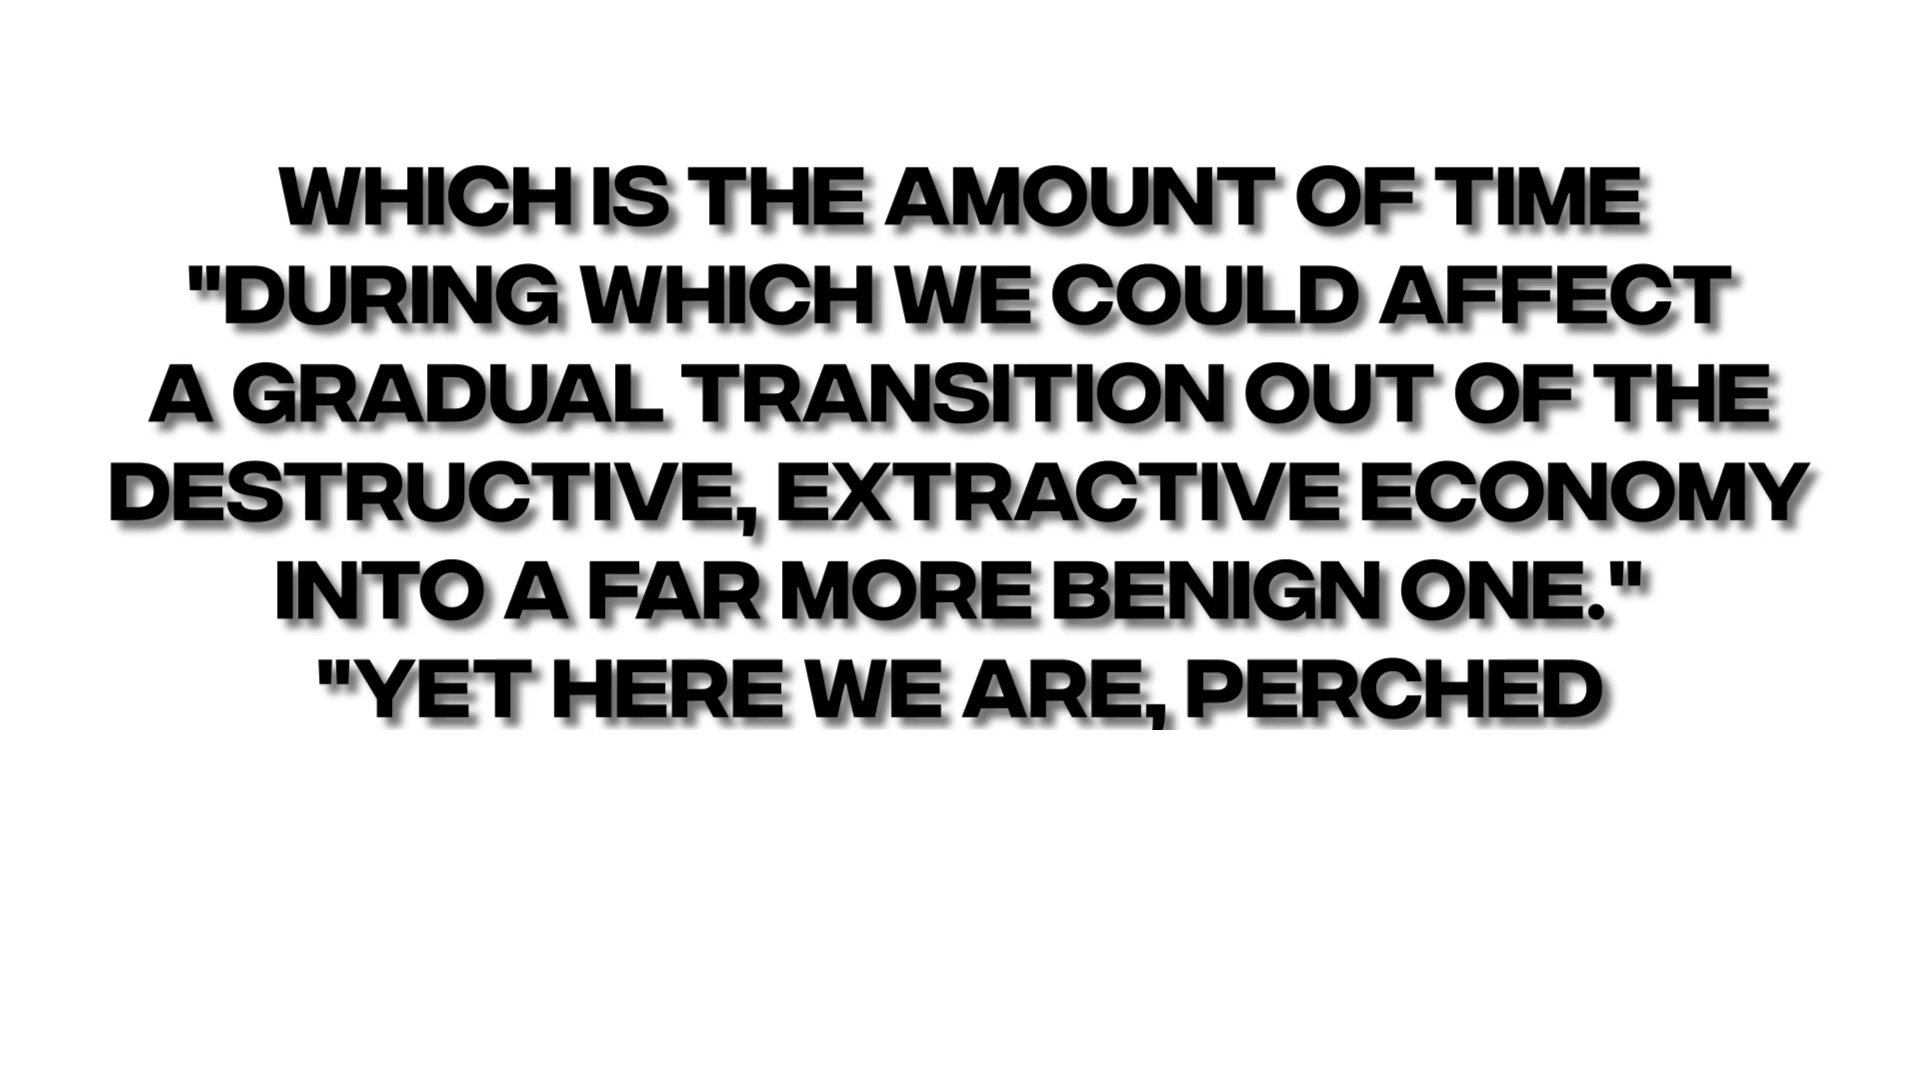 WHICH IS THE AMOUNT OF TIME
"DURING WHICH WE COULD AFFECT
A GRADUAL TRANSITION OUT OF THE
DESTRUCTIVE, EXTRACTIVE ECONOMY
INTO A FAR MORE BENIGN ONE."
"YET HERE WE ARE, PERCHED